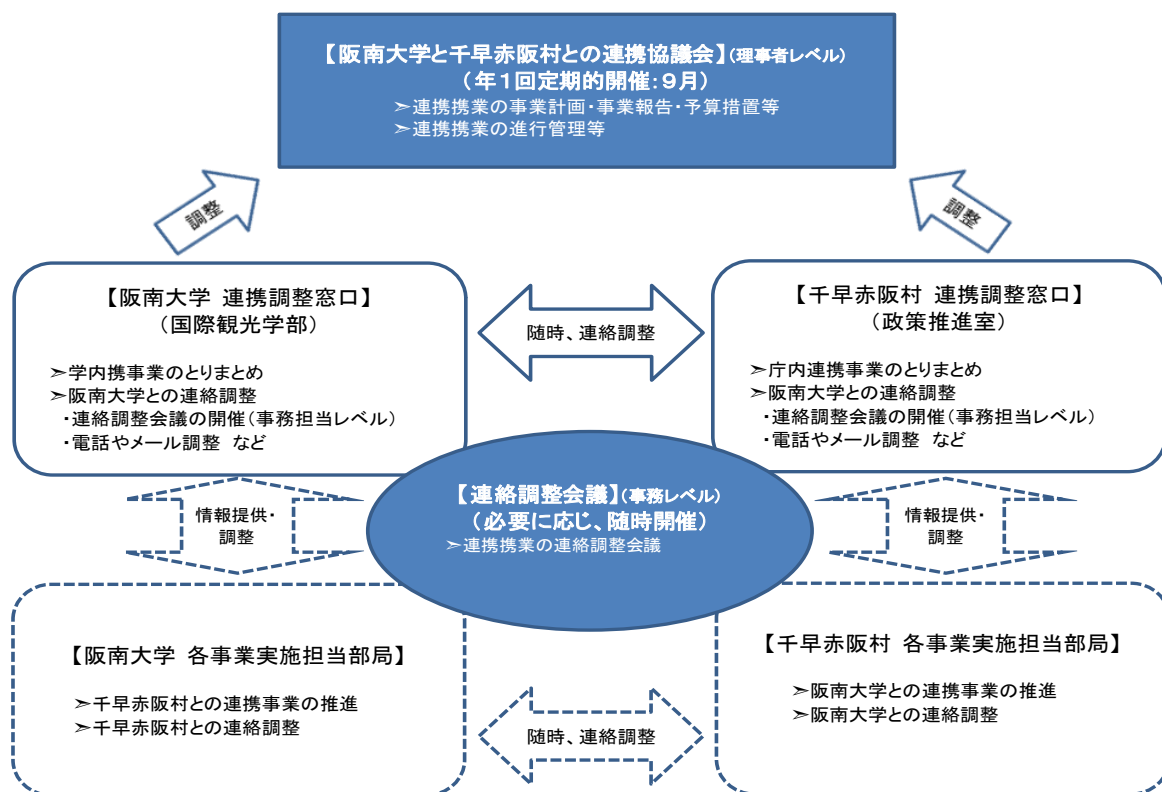 【阪南大学と千早赤阪村との連携協議会】(理事者レベル)
(年1回定期的開催:9月)
➣連携携業の事業計画・事業報告・予算措置等
➣連携携業の進行管理等
調整
調整
【阪南大学 連携調整窓口】
(国際観光学部)
➣学内携事業のとりまとめ
➣阪南大学との連絡調整
・連絡調整会議の開催(事務担当レベル)
・電話やメール調整 など
随時、連絡調整
【千早赤阪村 連携調整窓口】
(政策推進室)
➣庁内連携事業のとりまとめ
➣阪南大学との連絡調整
・連絡調整会議の開催(事務担当レベル)
・電話やメール調整 など
情報提供・
調整
【連絡調整会議】(事務レベル)
(必要に応じ、随時開催)
➣連携携業の連絡調整会議
情報提供・
調整
【阪南大学 各事業実施担当部局】
➣千早赤阪村との連携事業の推進
➣千早赤阪村との連絡調整
随時、連絡調整
【千早赤阪村 各事業実施担当部局】
➣阪南大学との連携事業の推進
➣阪南大学との連絡調整